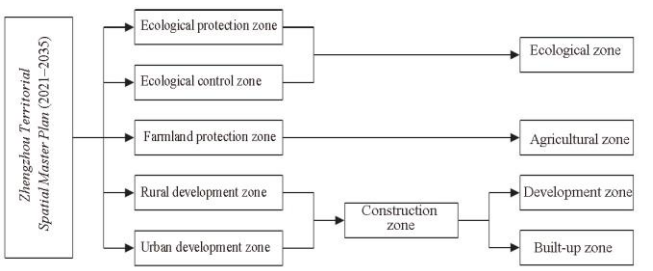 Zhengzhou Territorial
Spatial Master Plan (2021–2035)
Ecological protection zone
Ecological control zone
Farmland protection zone
Rural development zone
Urban development zone
Construction
zone
Ecological zone
Agricultural zone
Development zone
Built-up zone